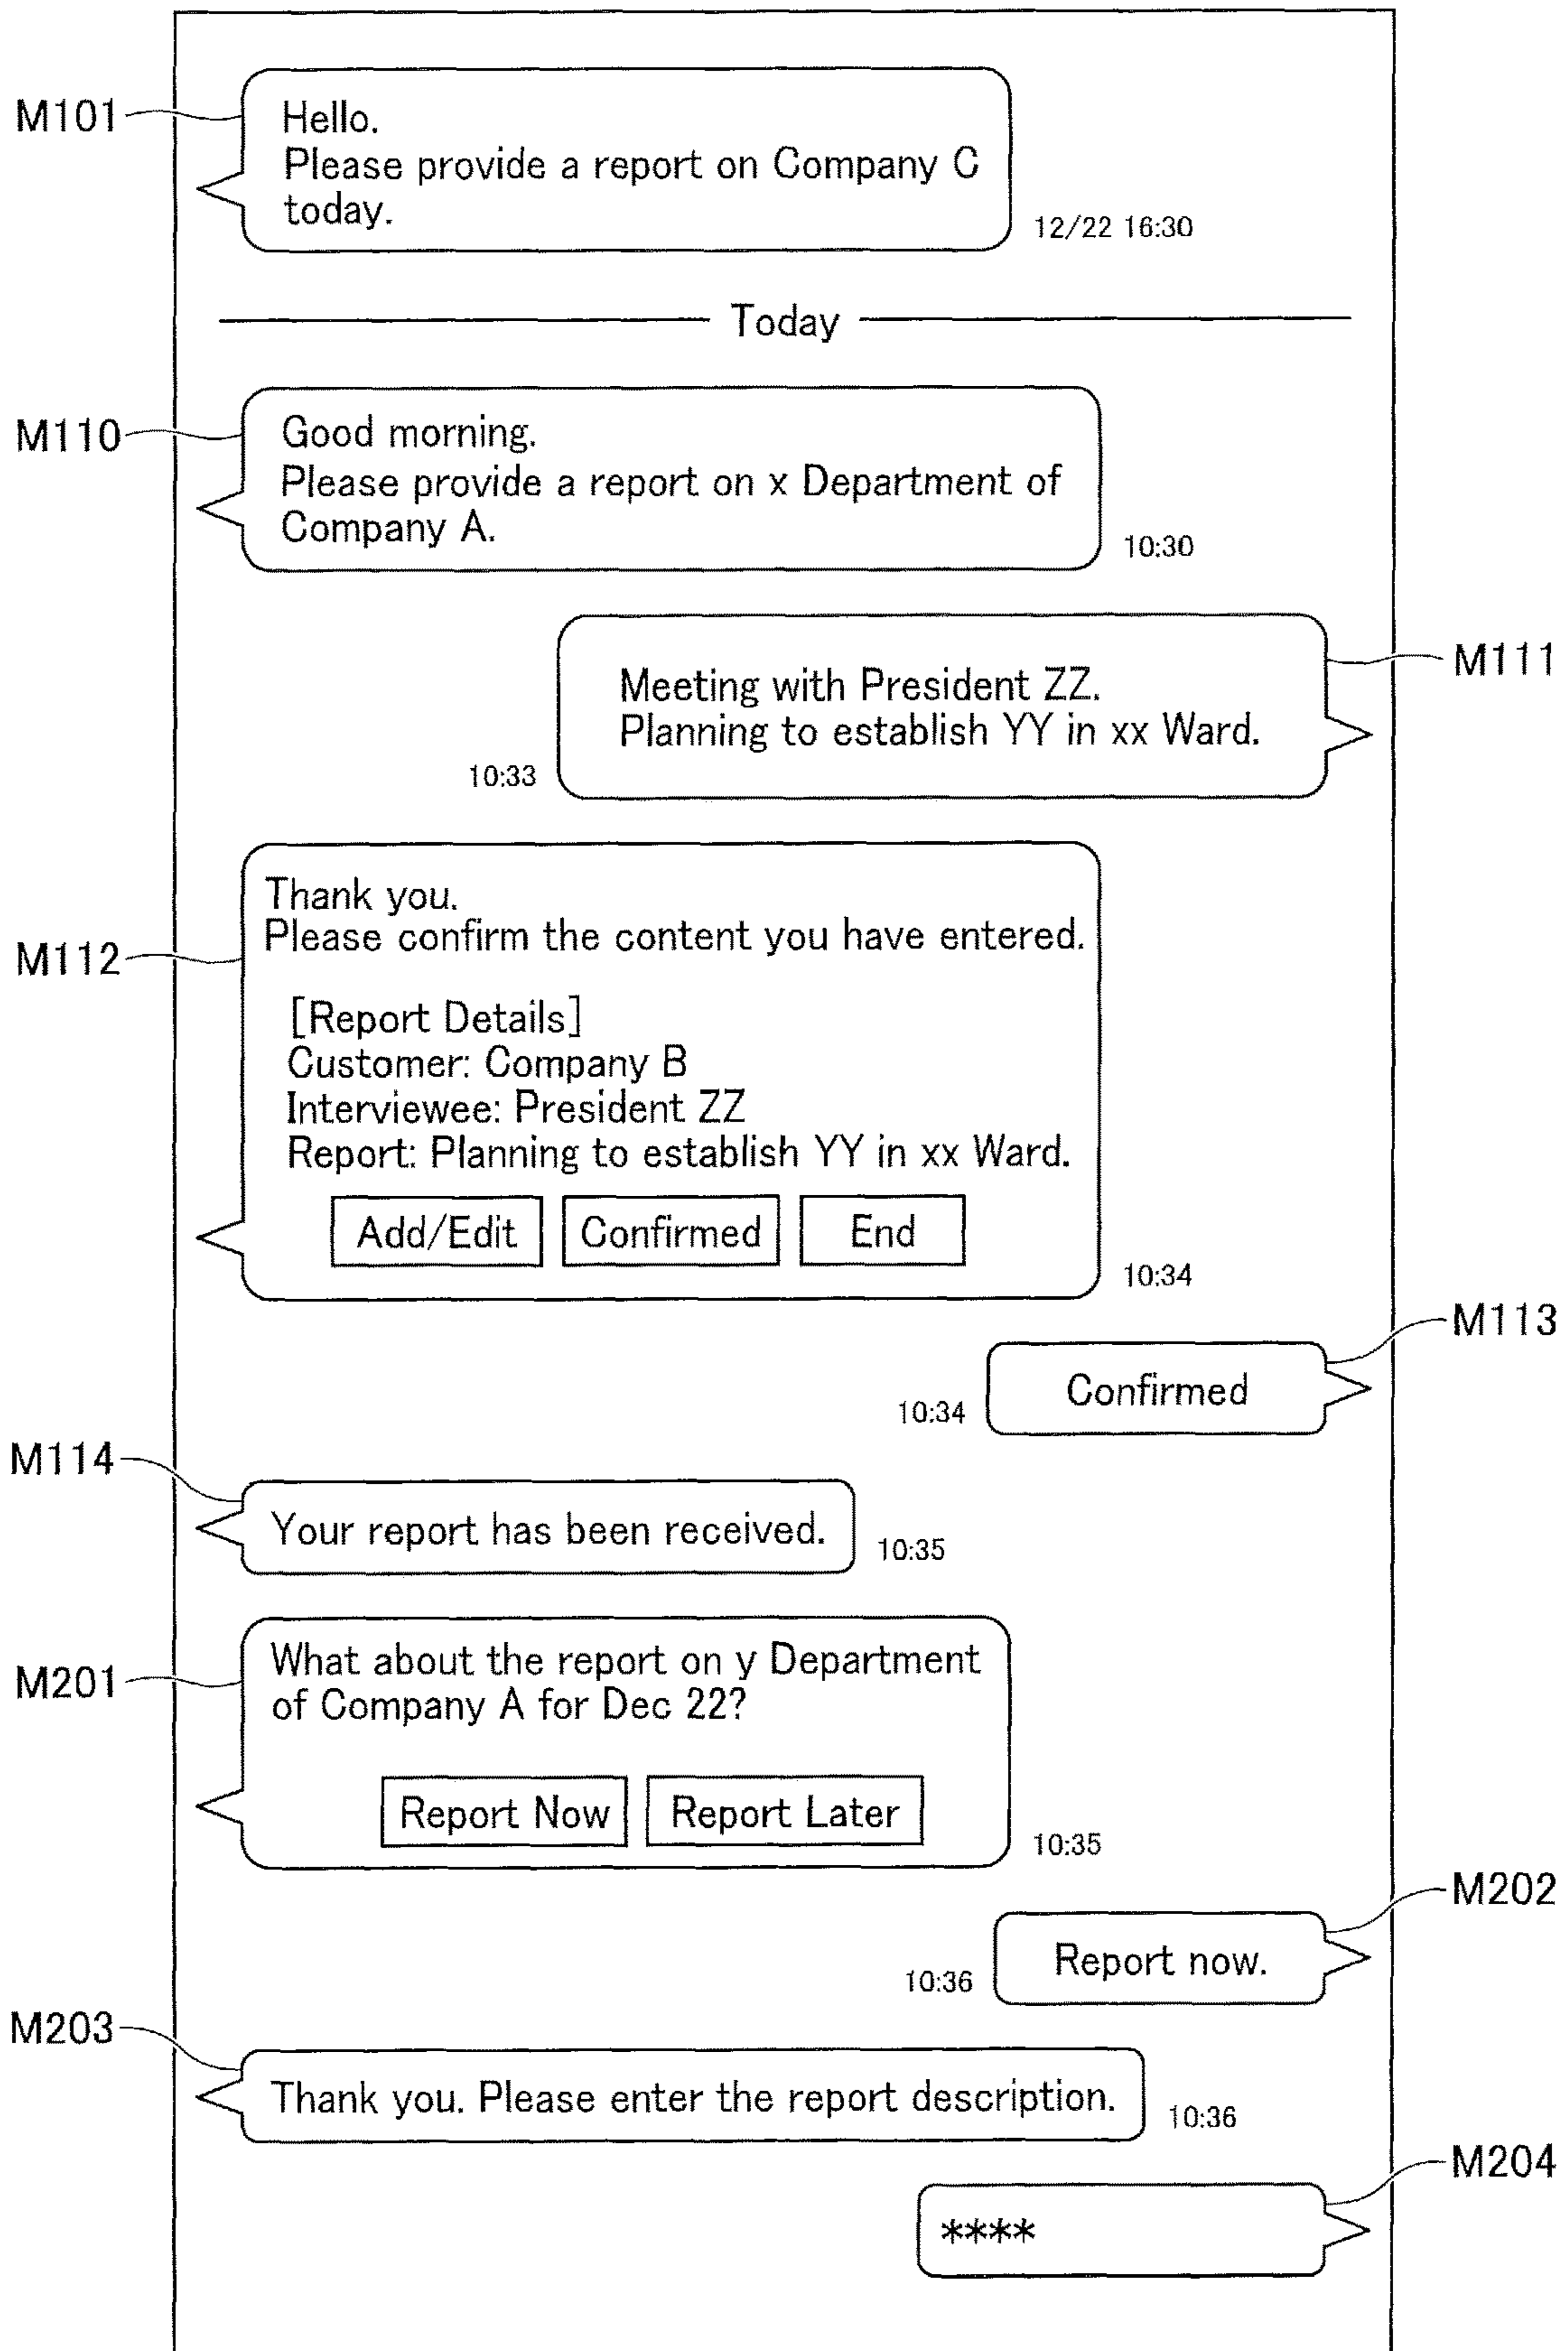 M101
Hello.
Please provide a report on Company C
today.
12/22 16:30
Today
M110
Good morning.
Please provide a report on x Department of
Company A.
10:30
M111
Meeting with President ZZ.
Planning to establish YY in xx Ward.
10:33
M112
Thank you.
Please confirm the content you have entered.
[Report Details]
Customer: Company B
Interviewee: President ZZ
Report: Planning to establish YY in xx Ward.
Add/Edit Confirmed End
10:34
M113
Confirmed
10:34
M114
Your report has been received.
10:35
M201
What about the report on y Department
of Company A for Dec 22?
Report Now Report Later
10:35
M202
Report now.
10:36
M203
Thank you. Please enter the report description.
10:36
M204
****